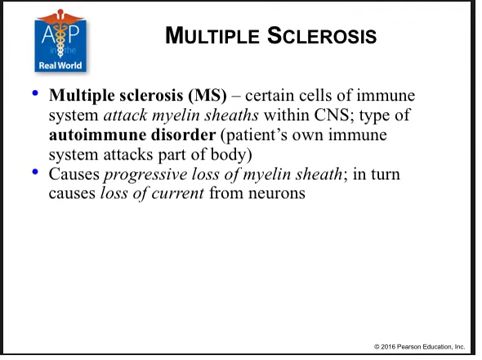 A&P
in the
Real World
MULTIPLE SCLEROSIS
• Multiple sclerosis (MS) – certain cells of immune
system attack myelin sheaths within CNS; type of
autoimmune disorder (patient's own immune
system attacks part of body)
• Causes progressive loss of myelin sheath; in turn
causes loss of current from neurons
© 2016 Pearson Education, Inc.